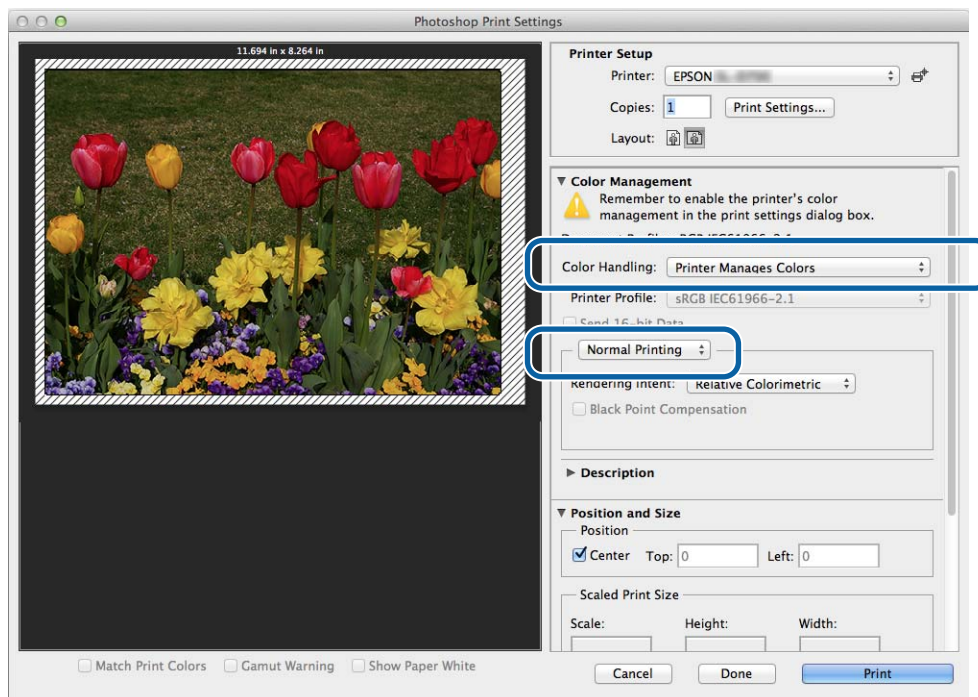 Photoshop Print Settings
11.694 in x 8.264 in
Printer Setup
Printer: EPSON
Copies: 1 Print Settings...
Layout:
Color Management
Remember to enable the printer's color
management in the print settings dialog box.
Color Handling: Printer Manages Colors
Printer Profile: sRGB IEC61966-2.1
Send 16-bit Data
Normal Printing
Rendering Intent: Relative Colorimetric
Black Point Compensation
Description
Position and Size
Position
Center Top: 0 Left: 0
Scaled Print Size
Scale: Height: Width:
Match Print Colors Gamut Warning Show Paper White
Cancel Done Print